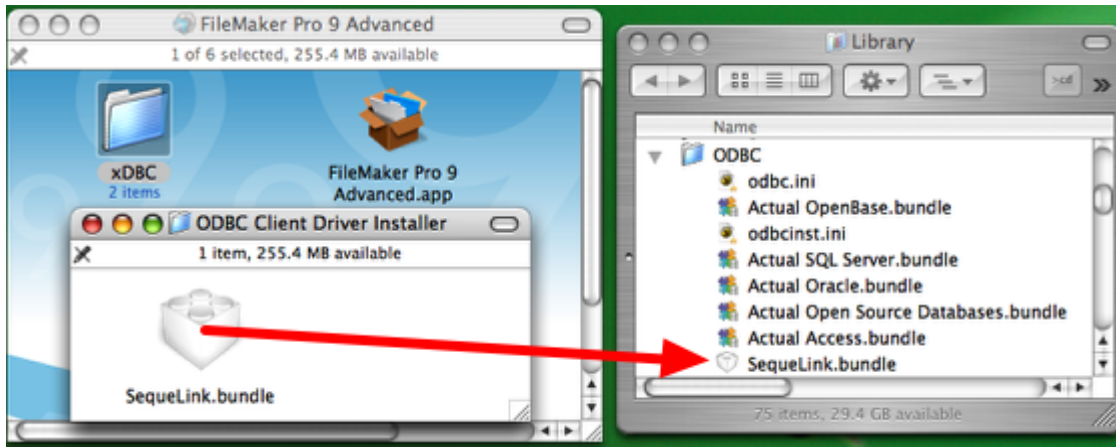 FileMaker Pro 9 Advanced
1 of 6 selected, 255.4 MB available
xDBC
2 items
FileMaker Pro 9
Advanced.app
ODBC Client Driver Installer
1 item, 255.4 MB available
SequeLink.bundle
Library
>cd
Name
ODBC
odbc.ini
Actual OpenBase.bundle
odbcinst.ini
Actual SQL Server.bundle
Actual Oracle.bundle
Actual Open Source Databases.bundle
Actual Access.bundle
SequeLink.bundle
75 items, 29.4 GB available